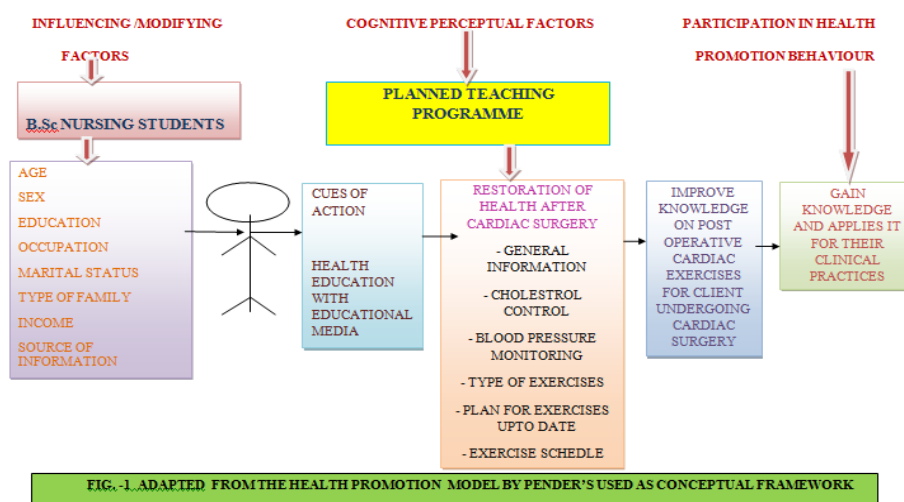 INFLUENCING /MODIFYING
FACTORS
COGNITIVE PERCEPTUAL FACTORS
PARTICIPATION IN HEALTH
PROMOTION BEHAVIOUR
B.Sc NURSING STUDENTS
PLANNED TEACHING
PROGRAMME
AGE
SEX
EDUCATION
OCCUPATION
MARITAL STATUS
TYPE OF FAMILY
INCOME
SOURCE OF
INFORMATION
CUES OF
ACTION
HEALTH
EDUCATION
WITH
EDUCATIONAL
MEDIA
RESTORATION OF
HEALTH AFTER
CARDIAC SURGERY
- GENERAL
INFORMATION
- CHOLESTROL
CONTROL
- BLOOD PRESSURE
MONITORING
- TYPE OF EXERCISES
- PLAN FOR EXERCISES
UPTO DATE
- EXERCISE SCHEDLE
IMPROVE
KNOWLEDGE
ON POST
OPERATIVE
CARDIAC
EXERCISES
FOR CLIENT
UNDERGOING
CARDIAC
SURGERY
GAIN
KNOWLEDGE
AND APPLIES IT
FOR THEIR
CLINICAL
PRACTICES
FIG. -1 ADAPTED FROM THE HEALTH PROMOTION MODEL BY PENDER'S USED AS CONCEPTUAL FRAMEWORK